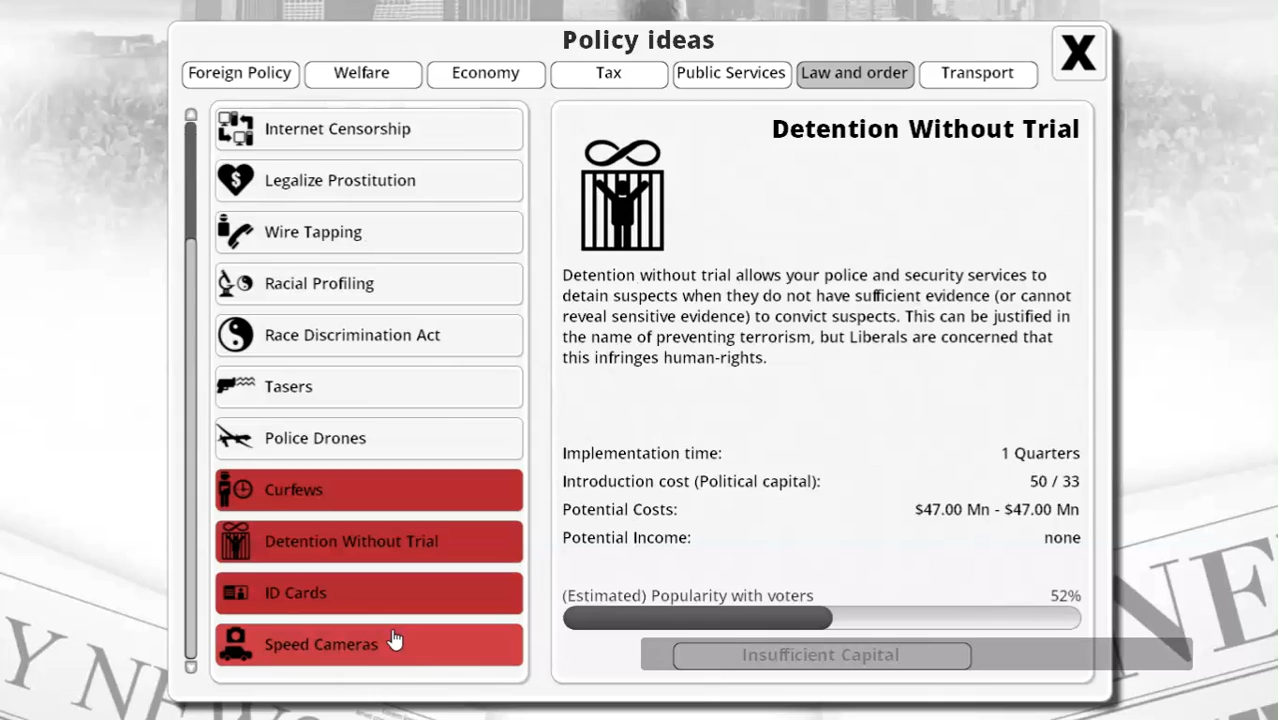 Policy ideas
X
Foreign Policy
Welfare
Economy
Tax
Public Services
Law and order
Transport
Internet Censorship
Legalize Prostitution
Wire Tapping
Racial Profiling
Race Discrimination Act
Tasers
Police Drones
Curfews
Detention Without Trial
ID Cards
Speed Cameras
Detention Without Trial
Detention without trial allows your police and security services to
detain suspects when they do not have sufficient evidence (or cannot
reveal sensitive evidence) to convict suspects. This can be justified in
the name of preventing terrorism, but Liberals are concerned that
this infringes human-rights.
Implementation time: 1 Quarters
Introduction cost (Political capital): 50 / 33
Potential Costs: $47.00 Mn - $47.00 Mn
Potential Income: none
(Estimated) Popularity with voters 52%
Insufficient Capital